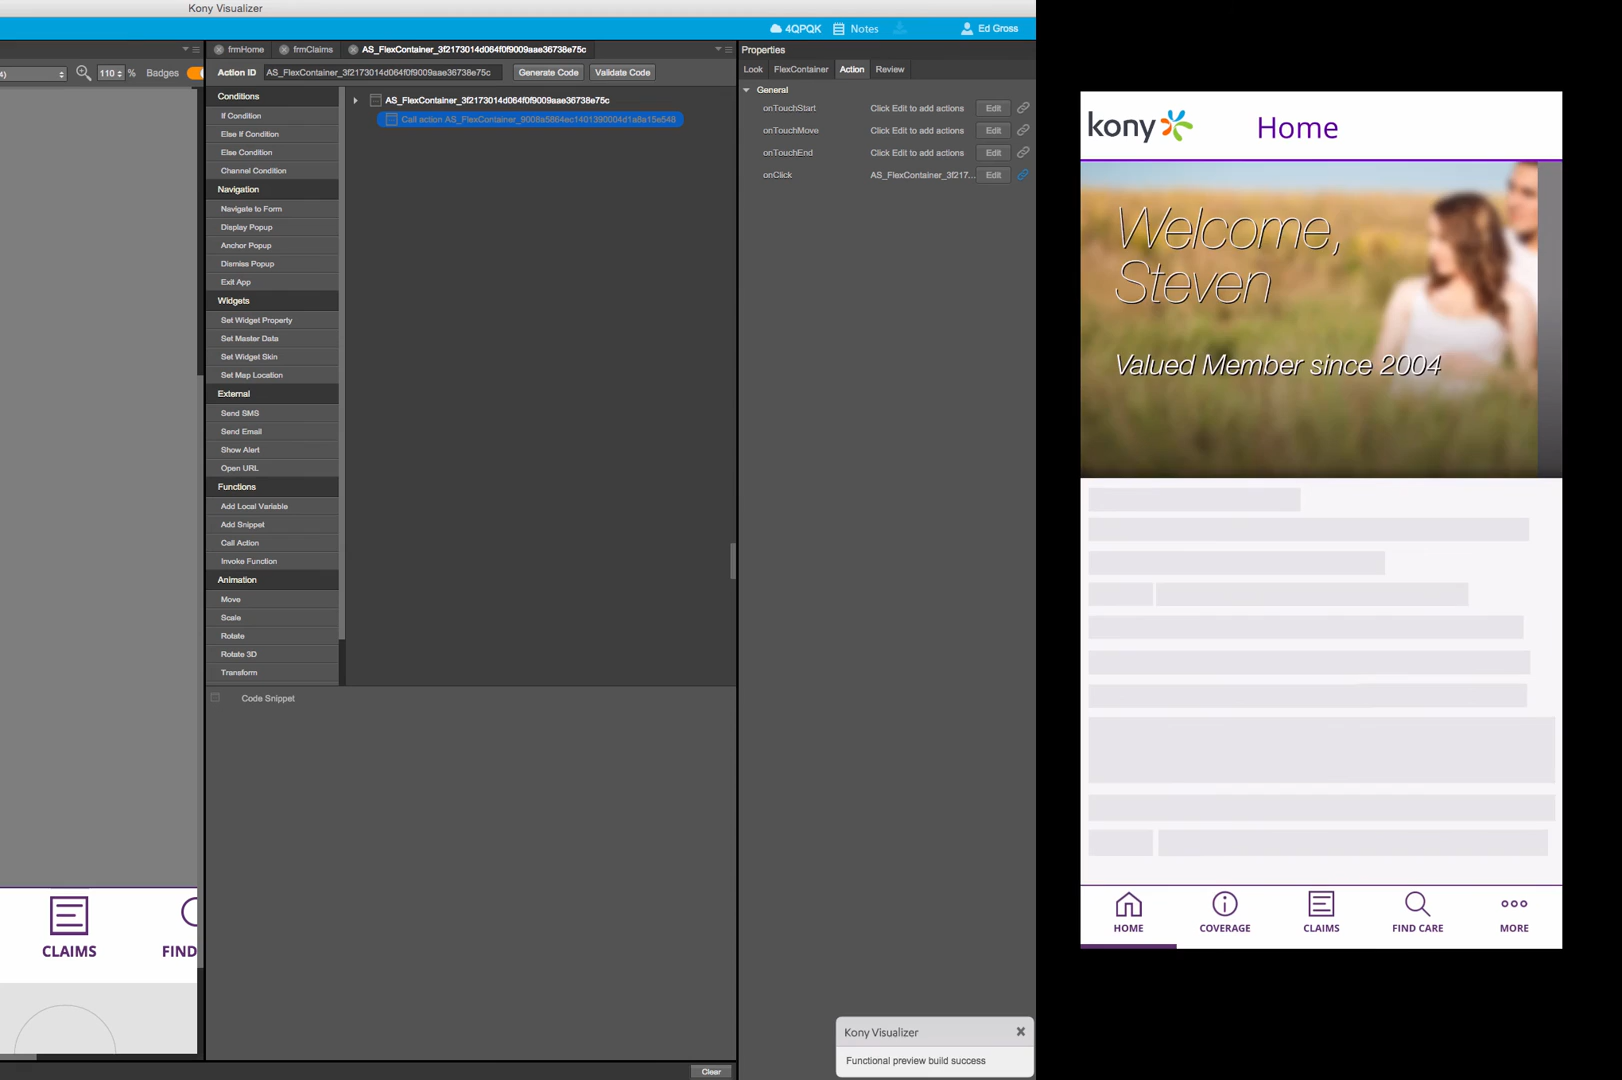 Kony Visualizer
4QPQK
Notes
Ed Gross
frmHome
frmClaims
AS_FlexContainer_3f2173014d064f0f9009aae36738e75c
Properties
4)
110
%
Badges
Action ID
AS_FlexContainer_3f2173014d064f0f9009aae36738e75c
Generate Code
Validate Code
Look
FlexContainer
Action
Review
Conditions
If Condition
Else If Condition
Else Condition
Channel Condition
Navigation
Navigate to Form
Display Popup
Anchor Popup
Dismiss Popup
Exit App
Widgets
Set Widget Property
Set Master Data
Set Widget Skin
Set Map Location
External
Send SMS
Send Email
Show Alert
Open URL
Functions
Add Local Variable
Add Snippet
Call Action
Invoke Function
Animation
Move
Scale
Rotate
Rotate 3D
Transform
AS_FlexContainer_3f2173014d064f0f9009aae36738e75c
Call action AS_FlexContainer_9008a5864ec1401390004d1a8a15e548
General
onTouchStart Click Edit to add actions Edit
onTouchMove Click Edit to add actions Edit
onTouchEnd Click Edit to add actions Edit
onClick AS_FlexContainer_3f217... Edit
Code Snippet
CLAIMS
FIND
Clear
Kony Visualizer
Functional preview build success
kony
Home
Welcome,
Steven
Valued Member since 2004
HOME
COVERAGE
CLAIMS
FIND CARE
MORE